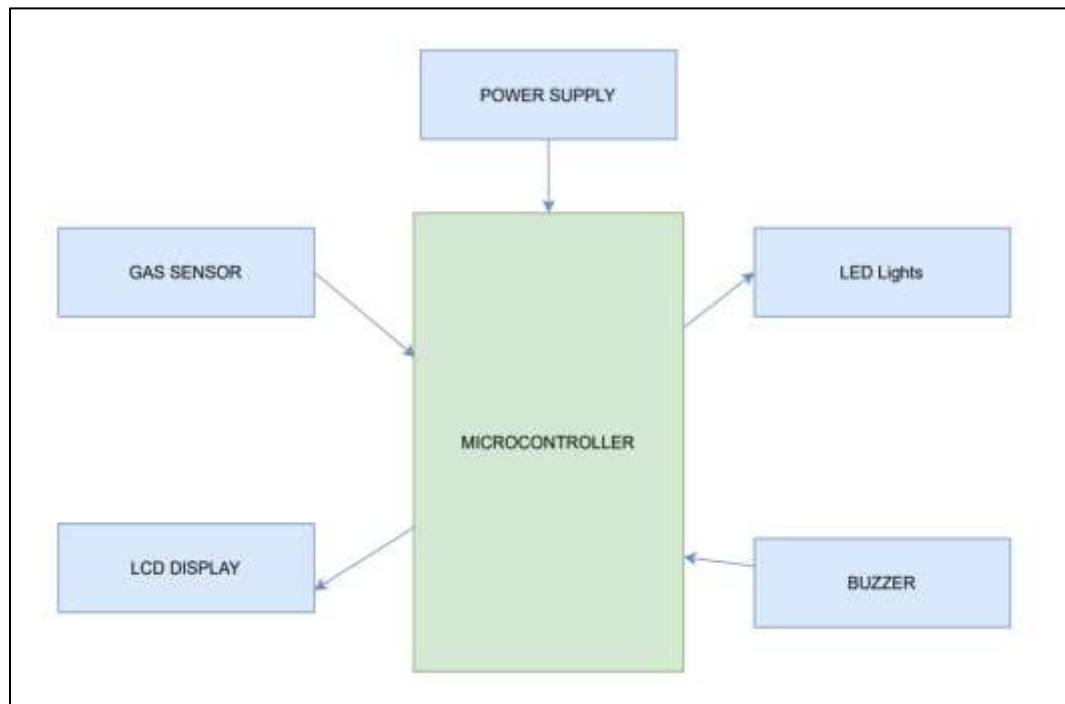 POWER SUPPLY
GAS SENSOR
LED Lights
MICROCONTROLLER
LCD DISPLAY
BUZZER